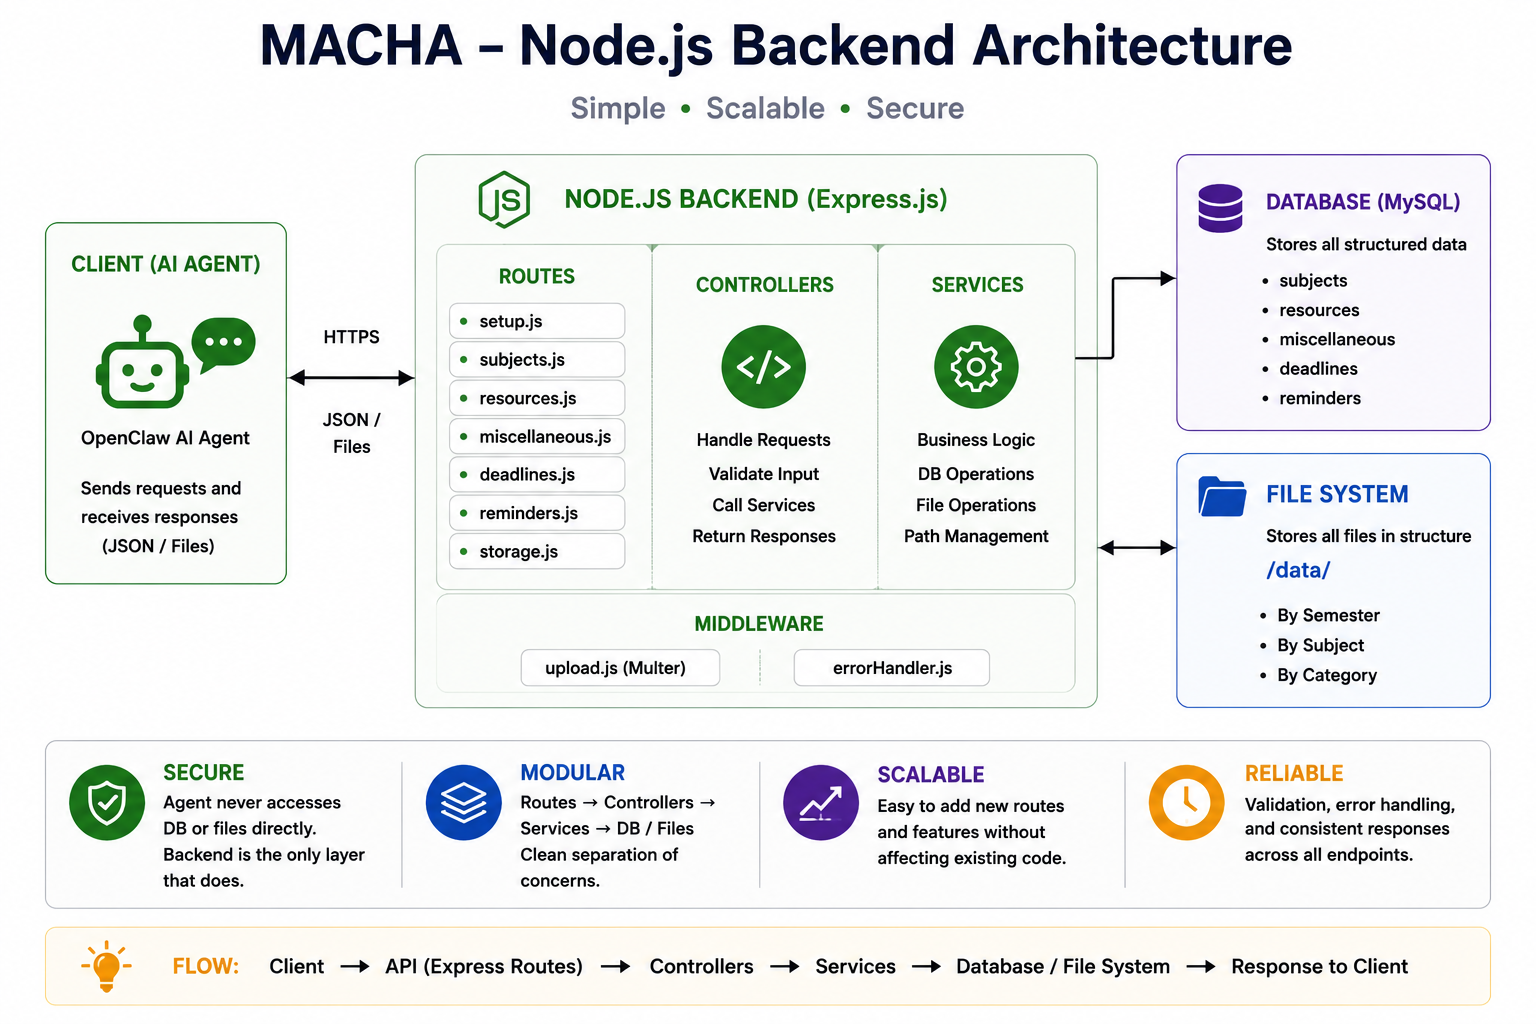 MACHA – Node.js Backend Architecture
Simple • Scalable • Secure
CLIENT (AI AGENT)
OpenClaw AI Agent
Sends requests and
receives responses
(JSON / Files)
HTTPS
JSON /
Files
JS
NODE.JS BACKEND (Express.js)
ROUTES
• setup.js
• subjects.js
• resources.js
• miscellaneous.js
• deadlines.js
• reminders.js
• storage.js
CONTROLLERS
</>
Handle Requests
Validate Input
Call Services
Return Responses
SERVICES
Business Logic
DB Operations
File Operations
Path Management
MIDDLEWARE
upload.js (Multer)
errorHandler.js
DATABASE (MySQL)
Stores all structured data
• subjects
• resources
• miscellaneous
• deadlines
• reminders
FILE SYSTEM
Stores all files in structure
/data/
• By Semester
• By Subject
• By Category
SECURE
Agent never accesses
DB or files directly.
Backend is the only layer
that does.
MODULAR
Routes → Controllers →
Services → DB / Files
Clean separation of
concerns.
SCALABLE
Easy to add new routes
and features without
affecting existing code.
RELIABLE
Validation, error handling,
and consistent responses
across all endpoints.
FLOW: Client → API (Express Routes) → Controllers → Services → Database / File System → Response to Client